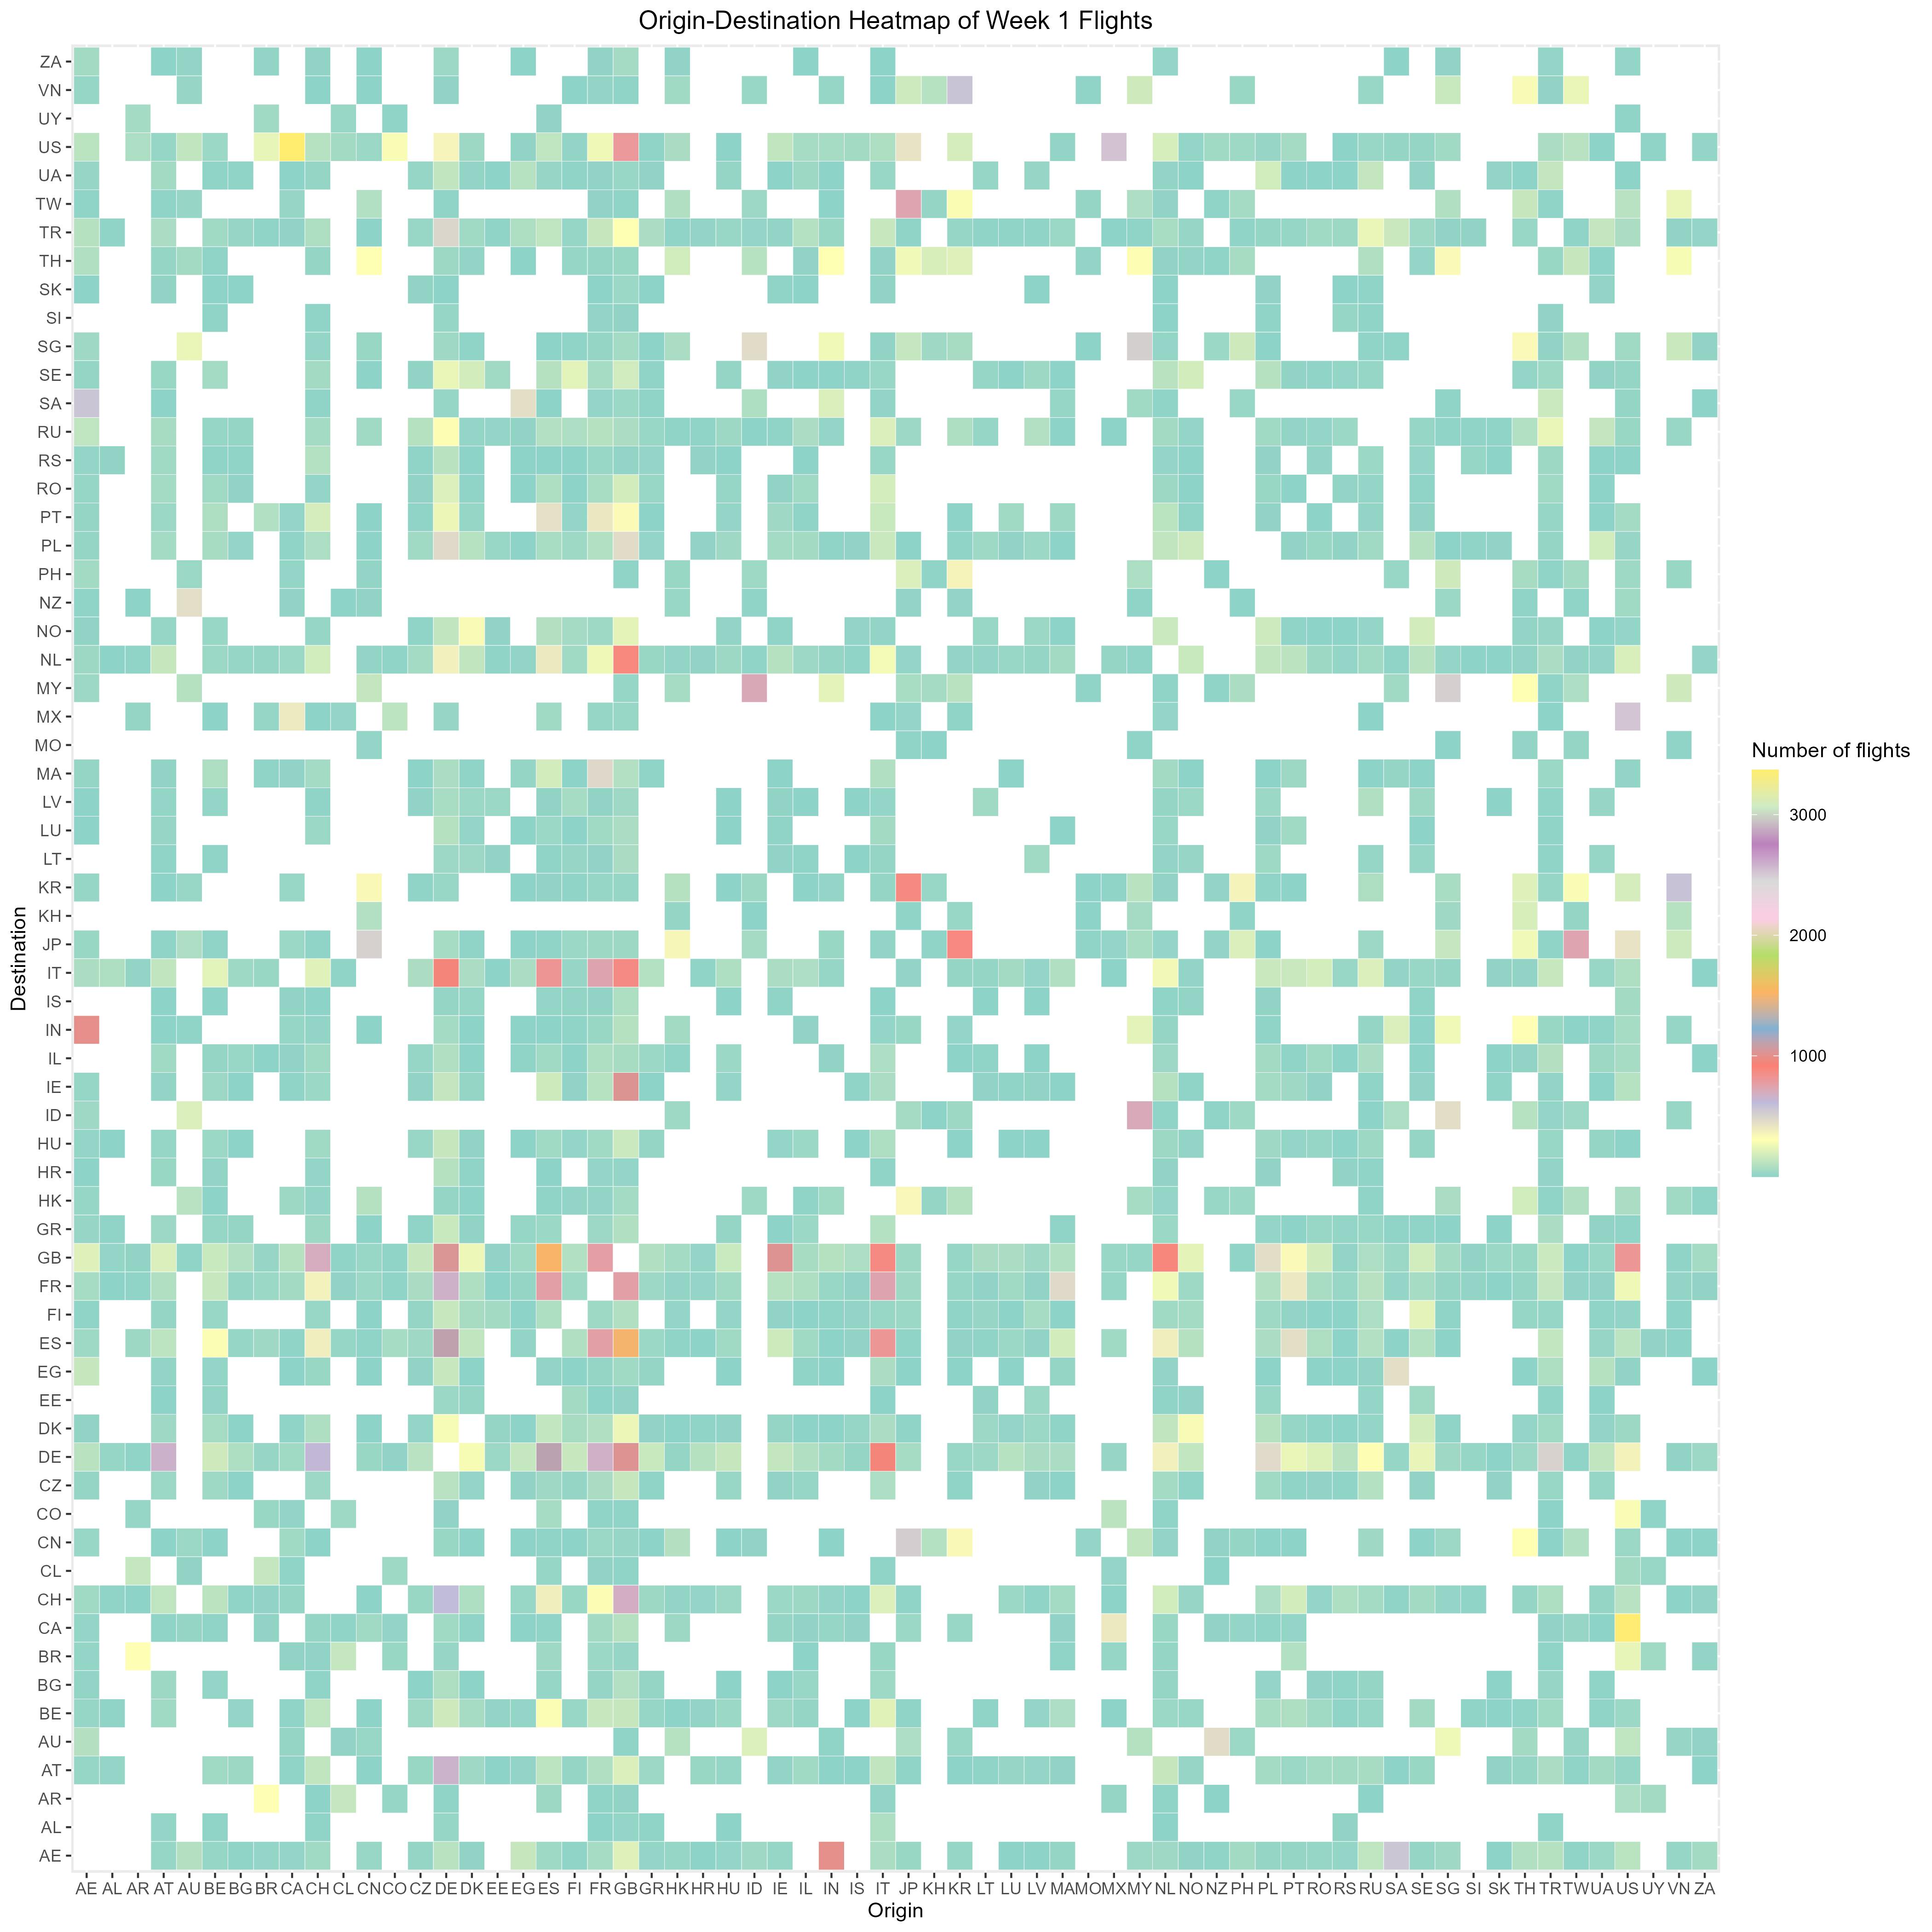 Origin-Destination Heatmap of Week 1 Flights
ZA
VN
UY
US
UA
TW
TR
TH
SK
SI
SG
SE
SA
RU
RS
RO
PT
PL
PH
NZ
NO
NL
MY
MX
MO
MA
LV
LU
LT
KR
KH
JP
IT
IS
IN
IL
IE
ID
HU
HR
HK
GR
GB
FR
FI
ES
EG
EE
DK
DE
CZ
CO
CN
CL
CH
CA
BR
BG
BE
AU
AT
AR
AL
AE
Destination
AE AL AR AT AU BE BG BR CA CH CL CN CO CZ DE DK EE EG ES FI FR GB GR HK HR HU ID IE IL IN IS IT JP KH KR LT LU LV MA MO MX MY NL NO NZ PH PL PT RO RS RU SA SE SG SI SK TH TR TW UA US UY VN ZA
Origin
Number of flights
3000
2000
1000